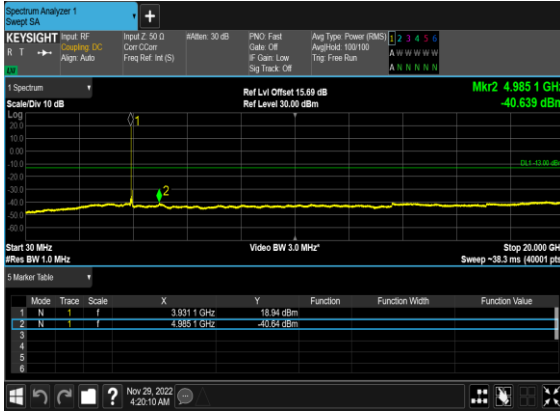 Spectrum Analyzer 1
Swept SA
+
KEYSIGHT
R T
Input: RF
Coupling: DC
Align: Auto
Input Z: 50 Ω
Corr CCorr
Freq Ref: Int (S)
#Atten: 30 dB
PNO: Fast
Gate: Off
IF Gain: Low
Sig Track: Off
Avg Type: Power (RMS)
Avg|Hold: 100/100
Trig: Free Run
1 2 3 4 5 6
A W W W W W
A N N N N N
1 Spectrum
Scale/Div 10 dB
Ref Lvl Offset 15.69 dB
Ref Level 30.00 dBm
Mkr2 4.985 1 GHz
-40.639 dBm
Log
20.0
10.0
0.00
-10.0
-20.0
-30.0
-40.0
-50.0
-60.0
1
2
DL1 -13.00 dBm
Start 30 MHz
#Res BW 1.0 MHz
Video BW 3.0 MHz*
Stop 20.000 GH
Sweep ~38.3 ms (40001 pts
5 Marker Table
Mode Trace Scale X Y Function Function Width Function Value
1 N 1 f 3.931 1 GHz 18.94 dBm
2 N 1 f 4.985 1 GHz -40.64 dBm
3
4
5
6
?
Nov 29, 2022
4:20:10 AM